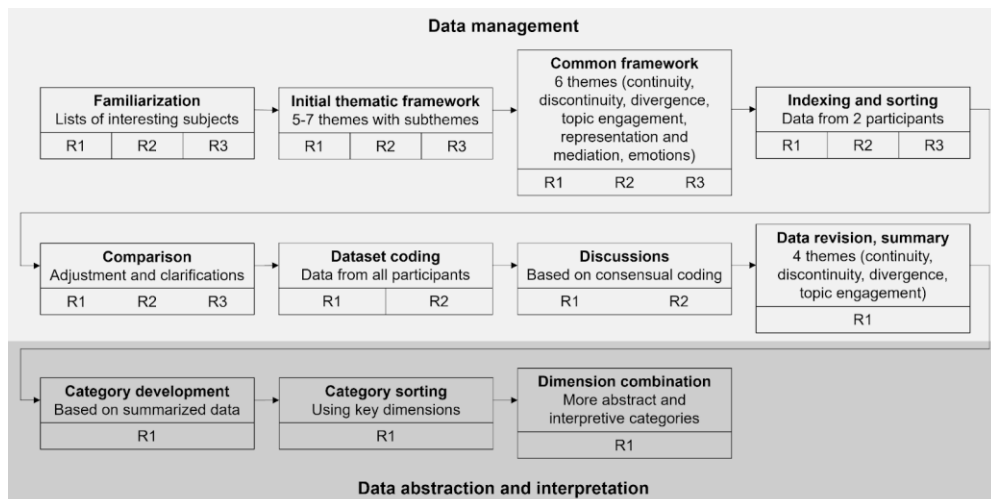 Data management
Familiarization
Lists of interesting subjects
R1 R2 R3
Initial thematic framework
5-7 themes with subthemes
R1 R2 R3
Common framework
6 themes (continuity,
discontinuity, divergence,
topic engagement,
representation and
mediation, emotions)
R1 R2 R3
Indexing and sorting
Data from 2 participants
R1 R2 R3
Comparison
Adjustment and clarifications
R1 R2 R3
Dataset coding
Data from all participants
R1 R2
Discussions
Based on consensual coding
R1 R2
Data revision, summary
4 themes (continuity,
discontinuity, divergence,
topic engagement)
R1
Category development
Based on summarized data
R1
Category sorting
Using key dimensions
R1
Dimension combination
More abstract and
interpretive categories
R1
Data abstraction and interpretation